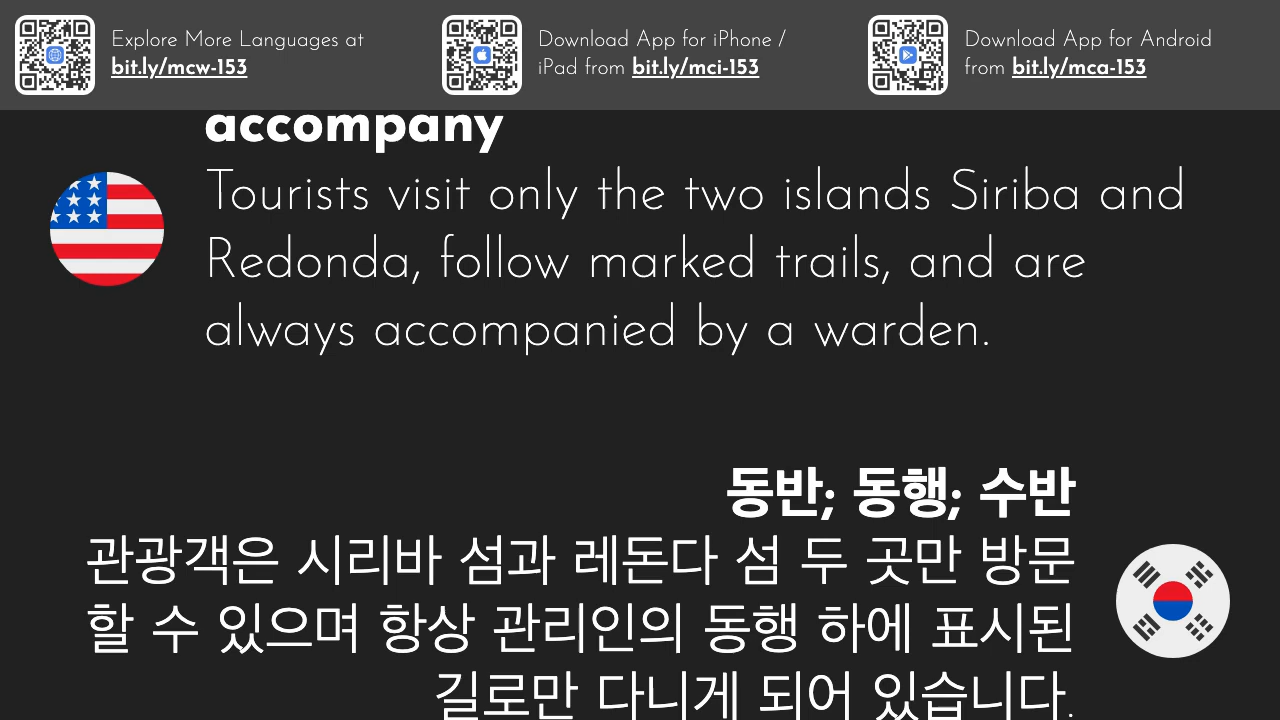 Explore More Languages at
bit.ly/mcw-153
Download App for iPhone /
iPad from bit.ly/mci-153
Download App for Android
from bit.ly/mca-153
accompany
Tourists visit only the two islands Siriba and
Redonda, follow marked trails, and are
always accompanied by a warden.
동반; 동행; 수반
관광객은 시리바 섬과 레돈다 섬 두 곳만 방문
할 수 있으며 항상 관리인의 동행 하에 표시된
길로만 다니게 되어 있습니다.